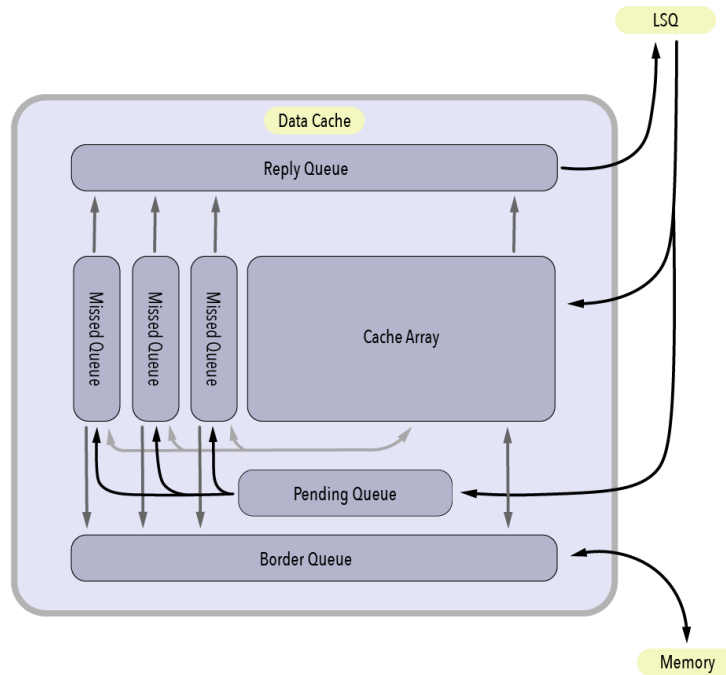 LSQ
Data Cache
Reply Queue
Missed Queue
Missed Queue
Missed Queue
Cache Array
Pending Queue
Border Queue
Memory